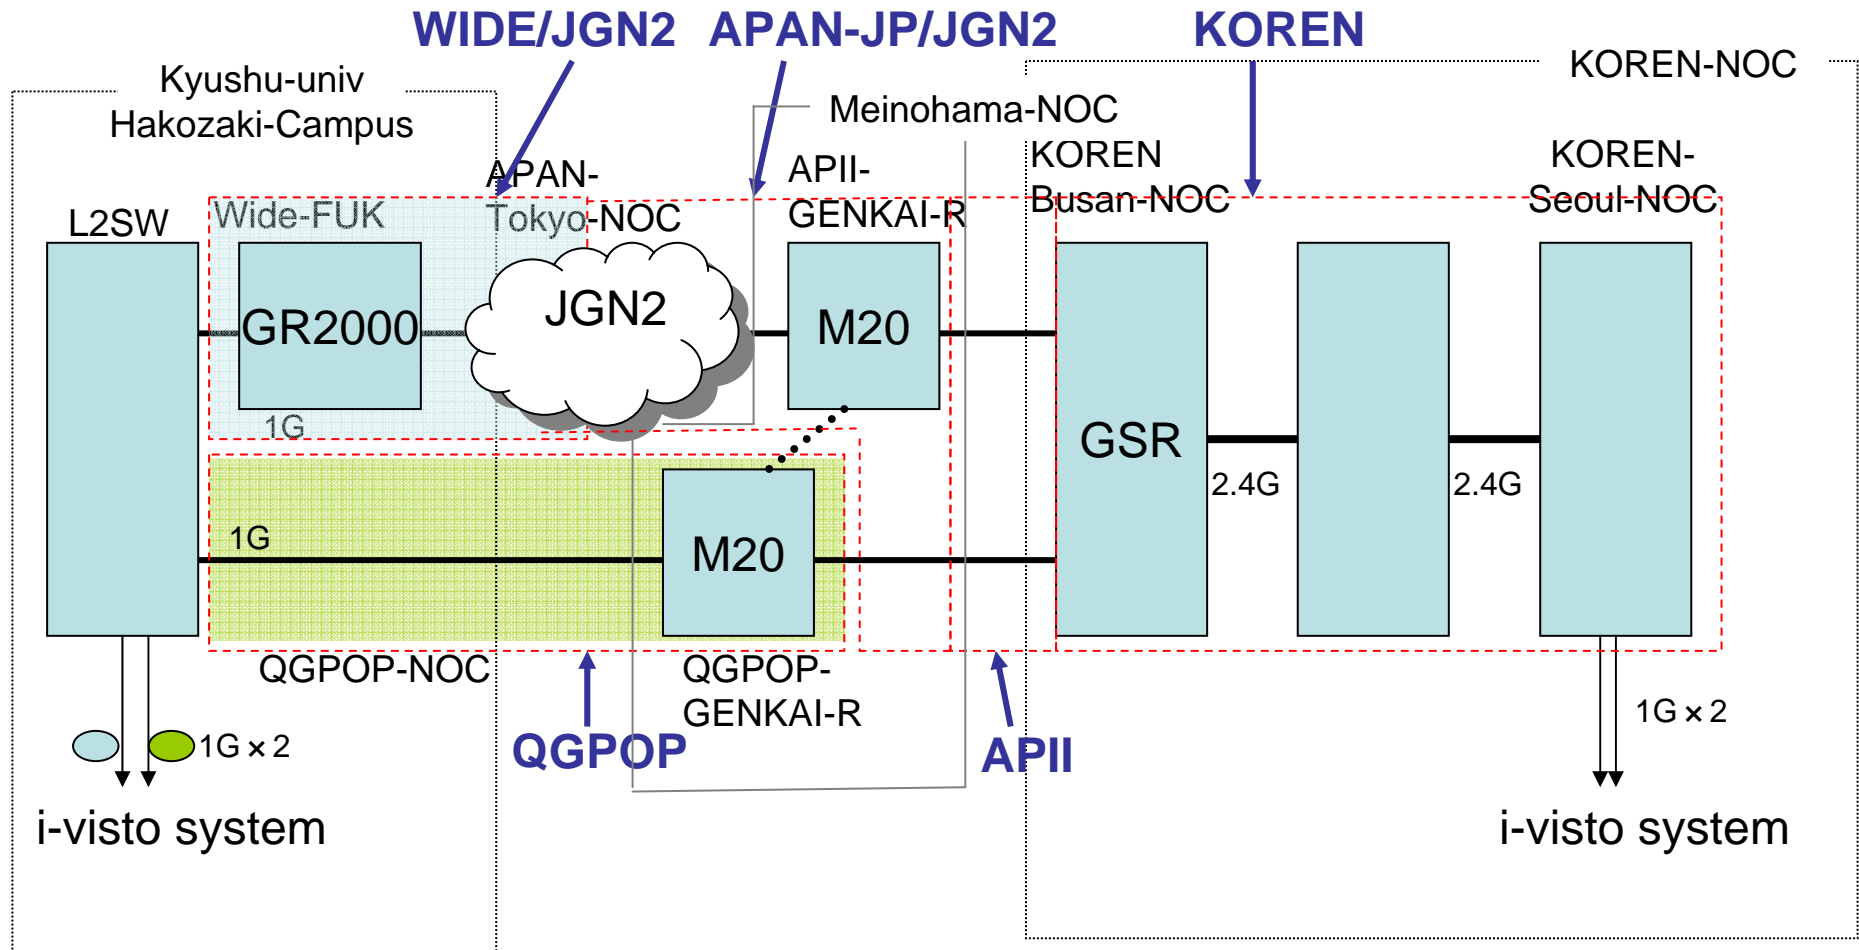 WIDE/JGN2
APAN-JP/JGN2
KOREN
KOREN-NOC
Kyushu-univ
Hakozaki-Campus
Meinohama-NOC
APAN-
Tokyo-NOC
APII-
GENKAI-R
KOREN
Busan-NOC
KOREN-
Seoul-NOC
L2SW
Wide-FUK
GR2000
JGN2
M20
1G
GSR
2.4G
2.4G
1G
M20
QGPOP-NOC
QGPOP-
GENKAI-R
1G × 2
QGPOP
APII
1G × 2
i-visto system
i-visto system